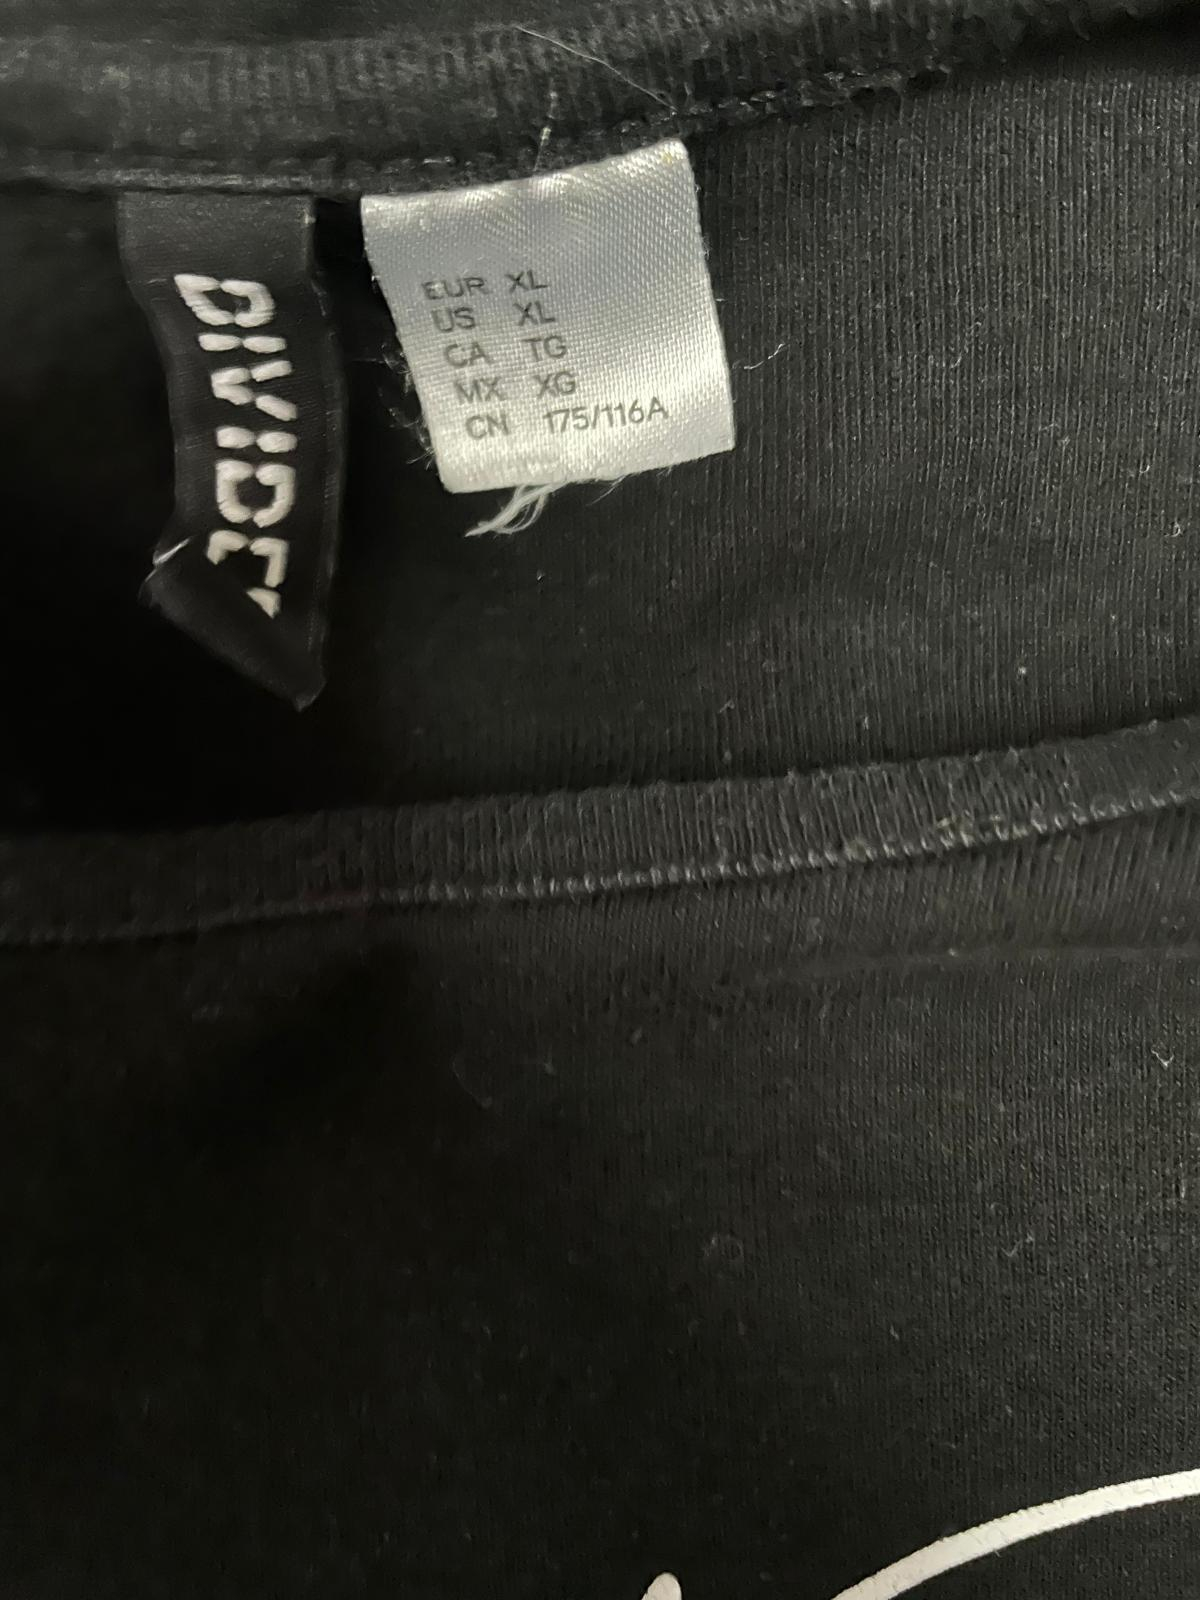 DIVIDE
EUR XL
US XL
CA TG
MX XG
CN 175/116A